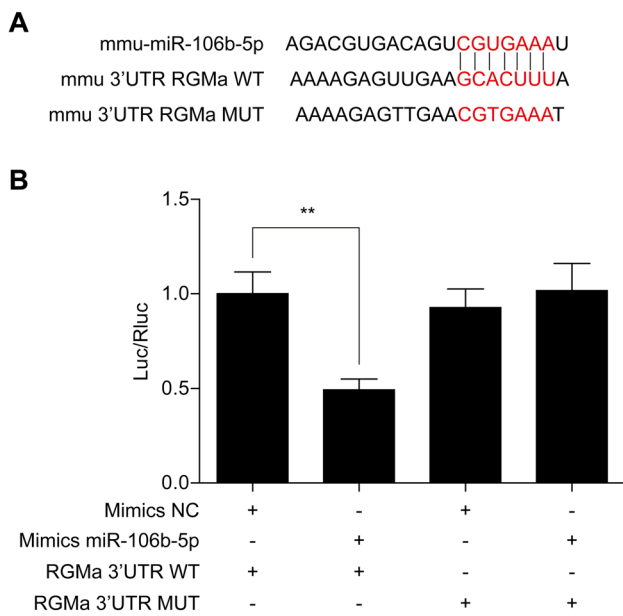 A
mmu-miR-106b-5p AGACGUGACAGUCGUGAAAU
mmu 3'UTR RGMa WT AAAAGAGUUGAAGCACUUUA
mmu 3'UTR RGMa MUT AAAAGAGTTGAACGTGAAAT
B
1.5
**
1.0
Luc/Rluc
0.5
0.0
Mimics NC + - + -
Mimics miR-106b-5p - + - +
RGMa 3'UTR WT + + - -
RGMa 3'UTR MUT - - + +